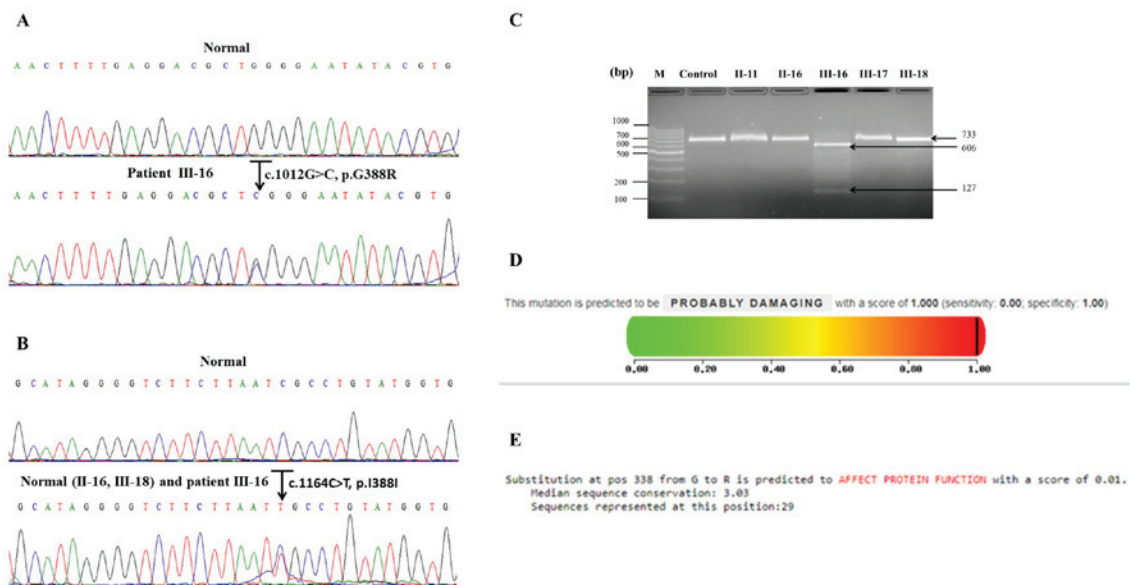 A
Normal
A A C T T T T G A G G A C G C T G G G G A A T A T A C G T G
Patient III-16
c.1012G>C, p.G388R
A A C T T T T G A G G A C G C T C G G G A A T A T A C G T G
B
Normal
G C A T A G G G G T C T T C T T A A T C G C C T G T A T G G T G
Normal (II-16, III-18) and patient III-16
c.1164C>T, p.I388I
G C A T A G G G G T C T T C T T A A T T G C C T G T A T G G T G
C
(bp) M Control II-11 II-16 III-16 III-17 III-18
1000
700
600
500
200
100
733
606
127
D
This mutation is predicted to be PROBABLY DAMAGING with a score of 1.000 (sensitivity: 0.00; specificity: 1.00)
0.00 0.20 0.40 0.60 0.80 1.00
E
Substitution at pos 338 from G to R is predicted to AFFECT PROTEIN FUNCTION with a score of 0.01.
Median sequence conservation: 3.03
Sequences represented at this position:29